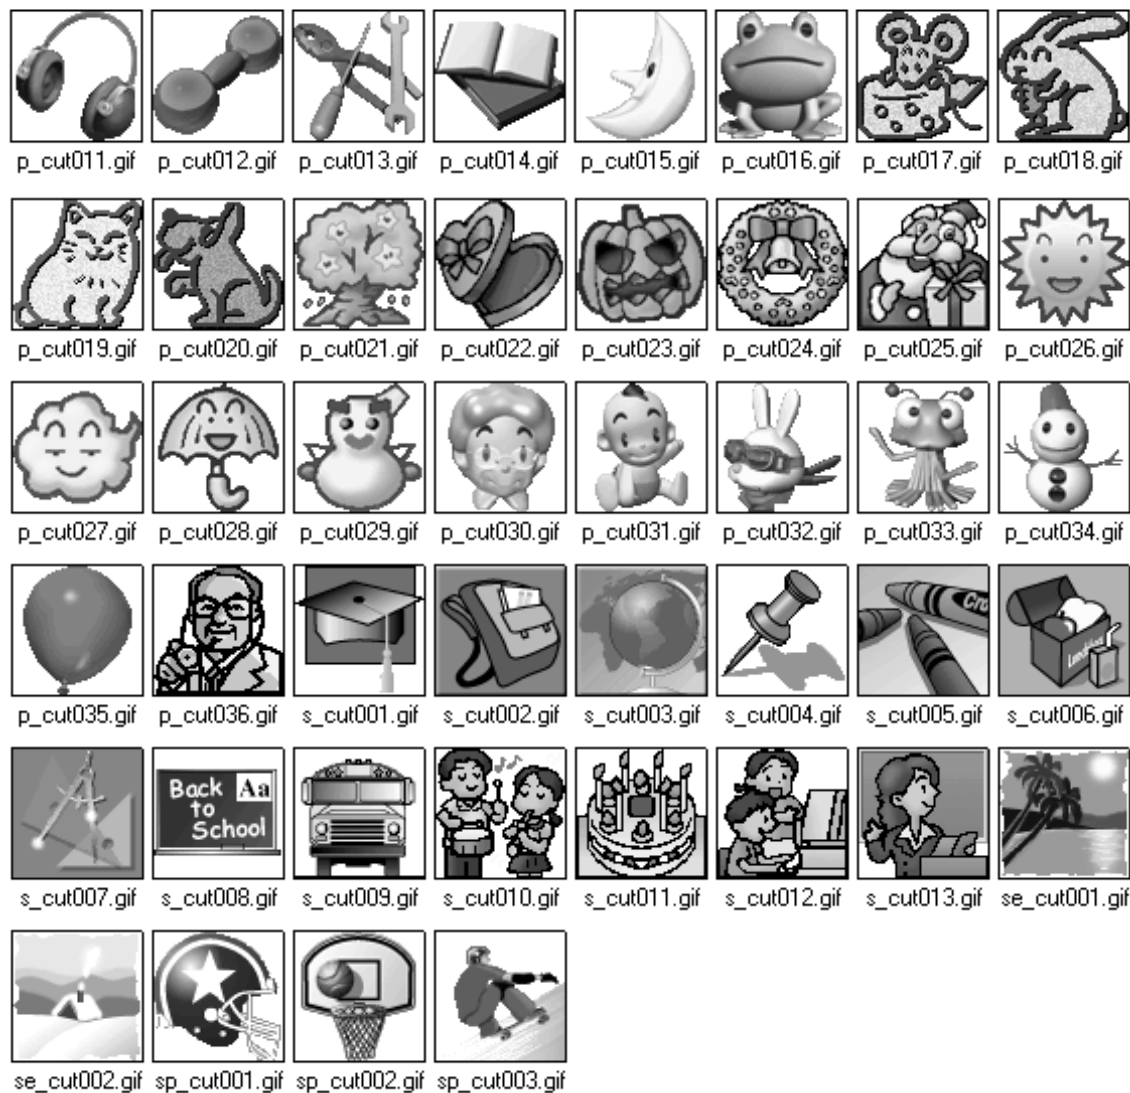 p_cut011.gif p_cut012.gif p_cut013.gif p_cut014.gif p_cut015.gif p_cut016.gif p_cut017.gif p_cut018.gif
p_cut019.gif p_cut020.gif p_cut021.gif p_cut022.gif p_cut023.gif p_cut024.gif p_cut025.gif p_cut026.gif
p_cut027.gif p_cut028.gif p_cut029.gif p_cut030.gif p_cut031.gif p_cut032.gif p_cut033.gif p_cut034.gif
Cro
p_cut035.gif p_cut036.gif s_cut001.gif s_cut002.gif s_cut003.gif s_cut004.gif s_cut005.gif s_cut006.gif
Back Aa
to
School
s_cut007.gif s_cut008.gif s_cut009.gif s_cut010.gif s_cut011.gif s_cut012.gif s_cut013.gif se_cut001.gif
se_cut002.gif sp_cut001.gif sp_cut002.gif sp_cut003.gif